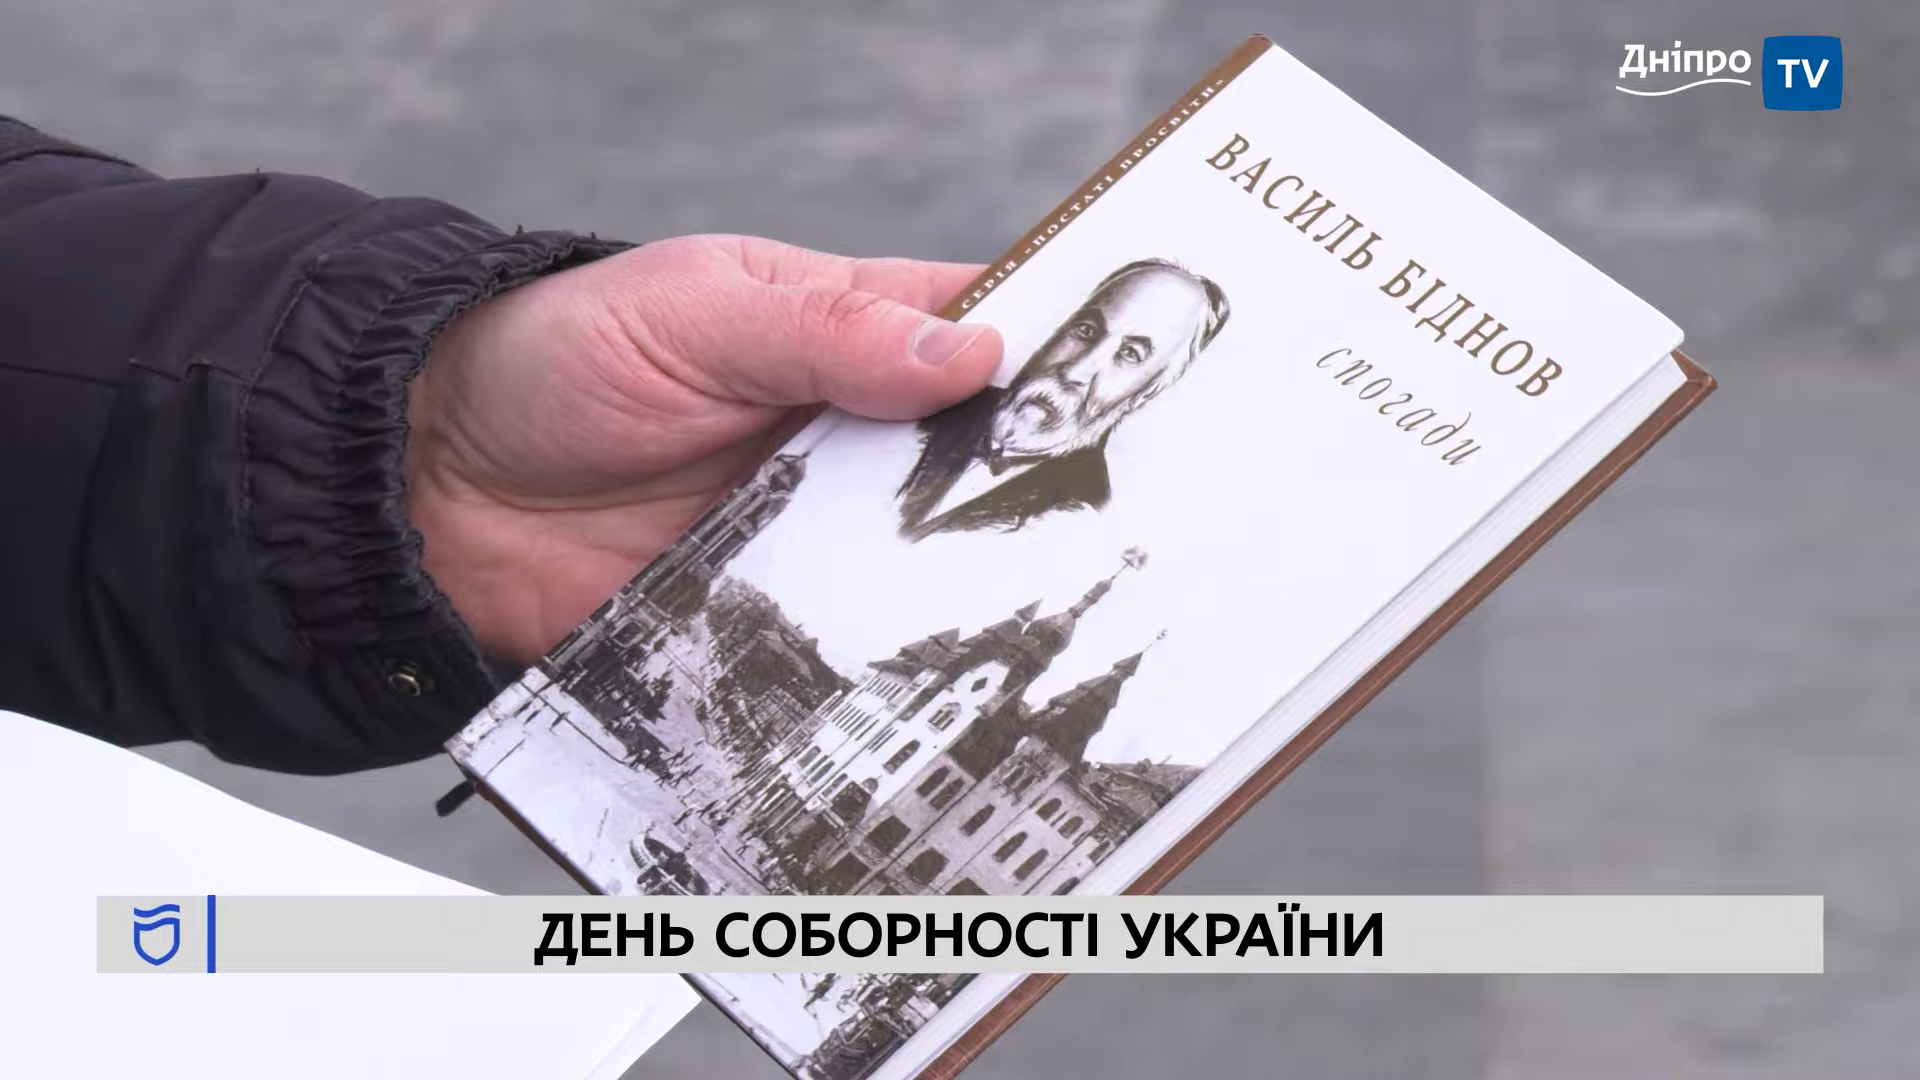 Дніпро TV
СЕРІЯ «ПОСТАТІ ПРОСВІТИ»
ВАСИЛЬ БІДНОВ
спогади
ДЕНЬ СОБОРНОСТІ УКРАЇНИ